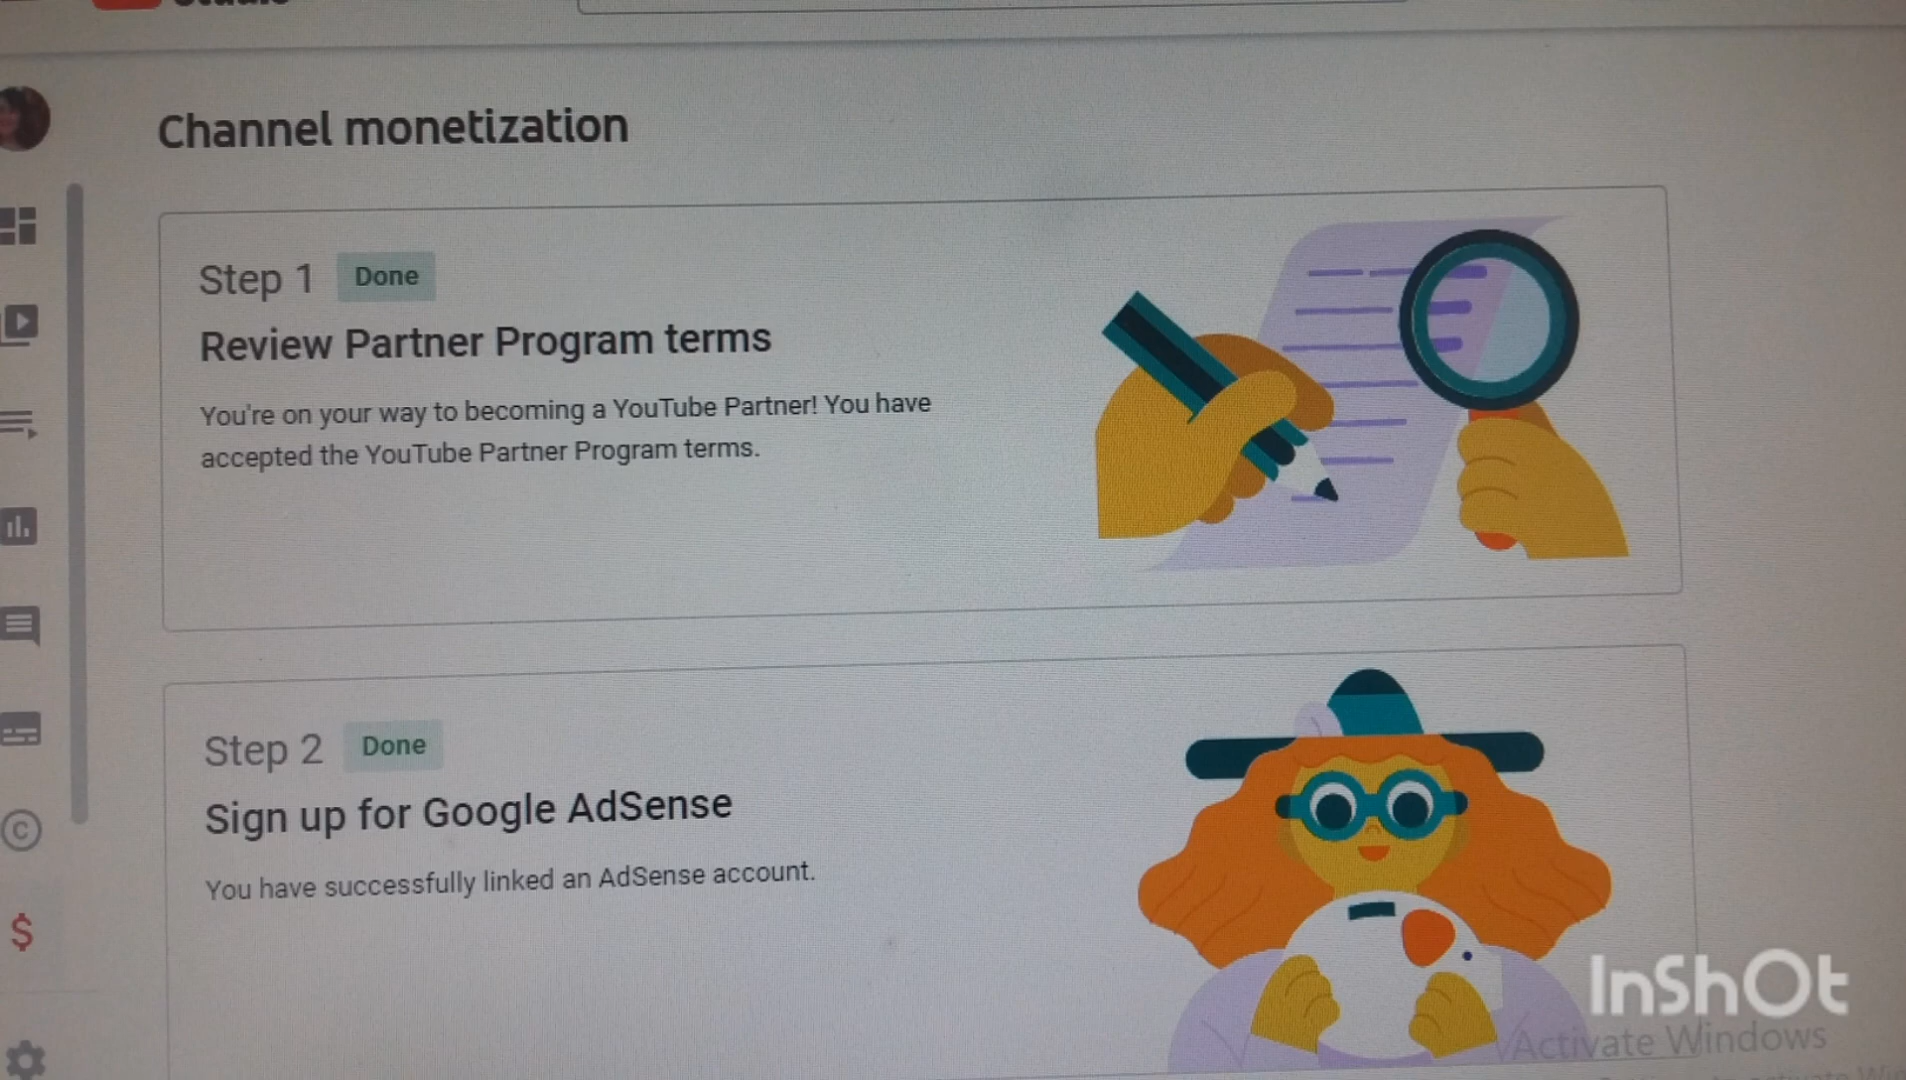 Channel monetization
Step 1 Done
Review Partner Program terms
You're on your way to becoming a YouTube Partner! You have
accepted the YouTube Partner Program terms.
Step 2 Done
Sign up for Google AdSense
You have successfully linked an AdSense account.
InShOt
Activate Windows